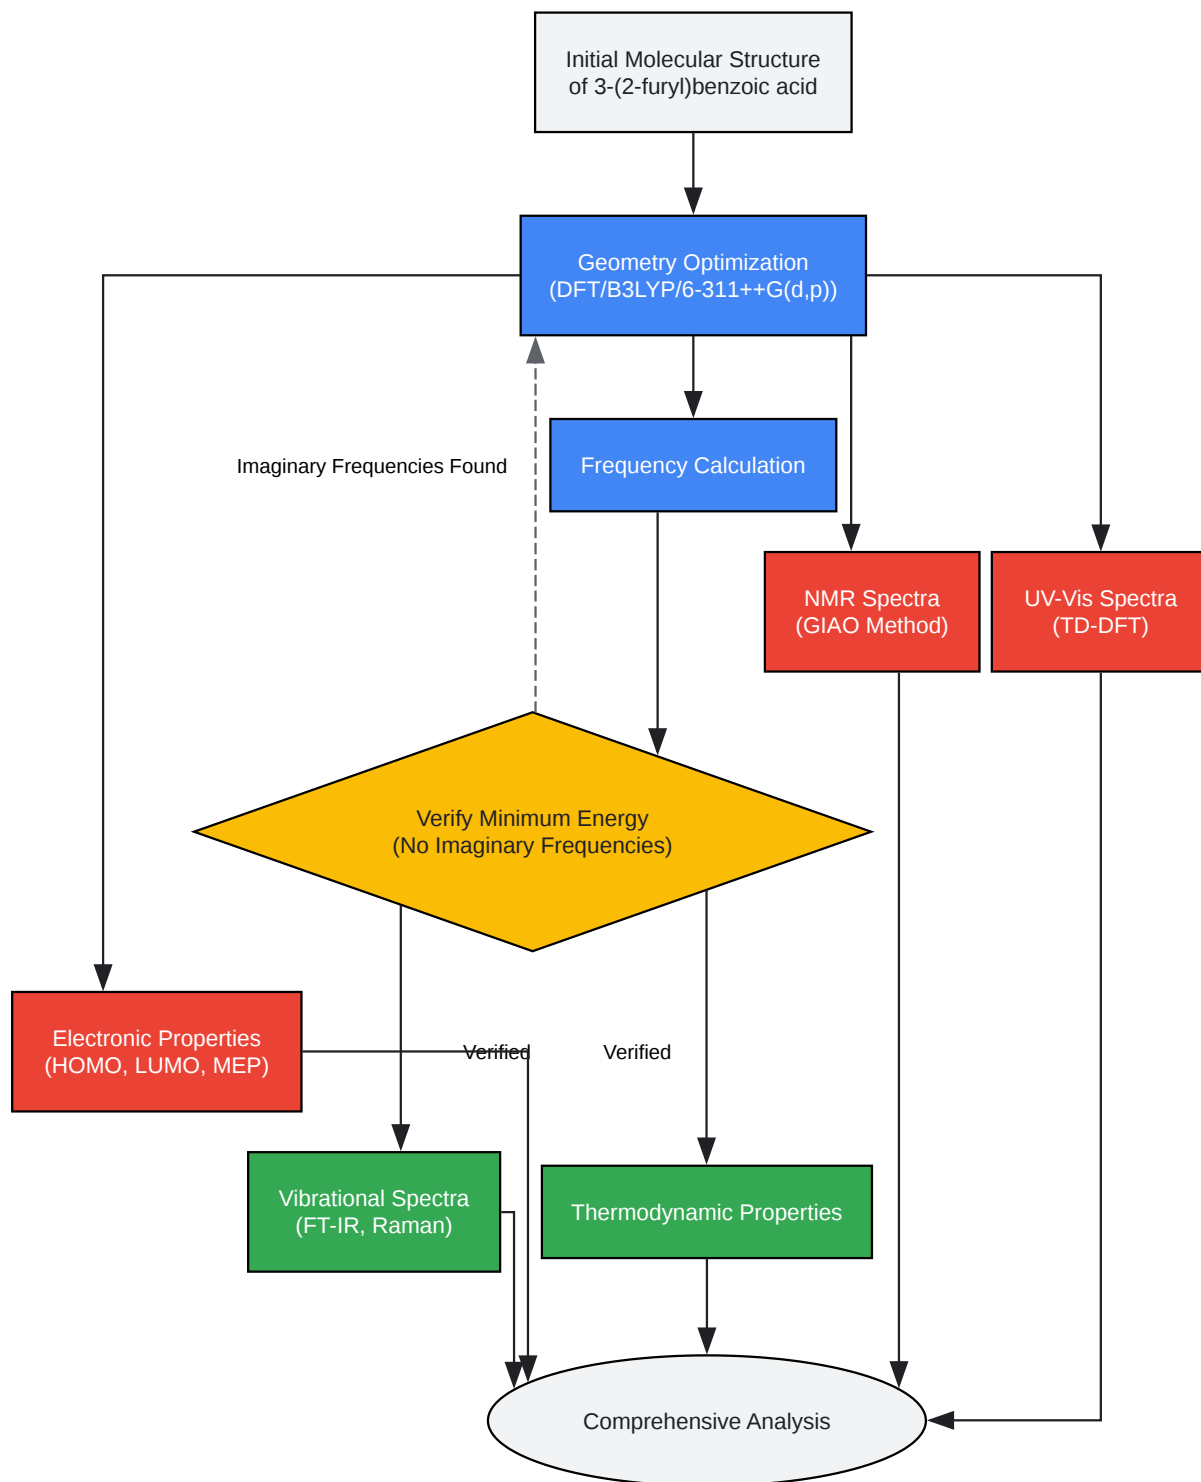 Initial Molecular Structure
of 3-(2-furyl)benzoic acid
Geometry Optimization
(DFT/B3LYP/6-311++G(d,p))
Imaginary Frequencies Found
Frequency Calculation
NMR Spectra
(GIAO Method)
UV-Vis Spectra
(TD-DFT)
Verify Minimum Energy
(No Imaginary Frequencies)
Electronic Properties
(HOMO, LUMO, MEP)
Verified
Verified
Vibrational Spectra
(FT-IR, Raman)
Thermodynamic Properties
Comprehensive Analysis